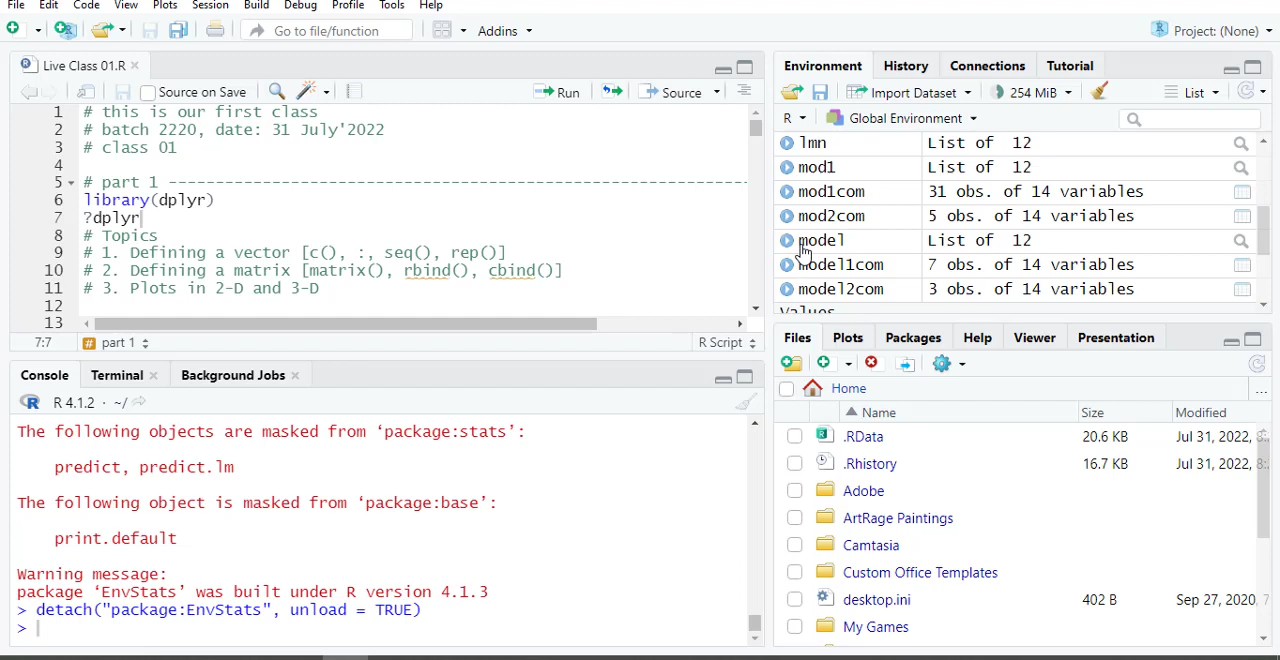 File Edit Code View Plots Session Build Debug Profile Tools Help
Go to file/function Addins Project: (None)
Live Class 01.R
Source on Save Run Source
1 # this is our first class
2 # batch 2220, date: 31 July'2022
3 # class 01
4
5 # part 1 ----------------------------------------------------------------
6 library(dplyr)
7 ?dplyr
8 # Topics
9 # 1. Defining a vector [c(), :, seq(), rep()]
10 # 2. Defining a matrix [matrix(), rbind(), cbind()]
11 # 3. Plots in 2-D and 3-D
12
13
7:7 # part 1 R Script
Console Terminal Background Jobs
R R 4.1.2 · ~/
The following objects are masked from ‘package:stats’:
predict, predict.lm
The following object is masked from ‘package:base’:
print.default
Warning message:
package ‘EnvStats’ was built under R version 4.1.3
> detach("package:EnvStats", unload = TRUE)
>
Environment History Connections Tutorial
Import Dataset 254 MiB List
R Global Environment
lmn List of 12
mod1 List of 12
mod1com 31 obs. of 14 variables
mod2com 5 obs. of 14 variables
model List of 12
model1com 7 obs. of 14 variables
model2com 3 obs. of 14 variables
Values
Files Plots Packages Help Viewer Presentation
Home ...
Name Size Modified
.RData 20.6 KB Jul 31, 2022,
.Rhistory 16.7 KB Jul 31, 2022, 8:
Adobe
ArtRage Paintings
Camtasia
Custom Office Templates
desktop.ini 402 B Sep 27, 2020, 7
My Games